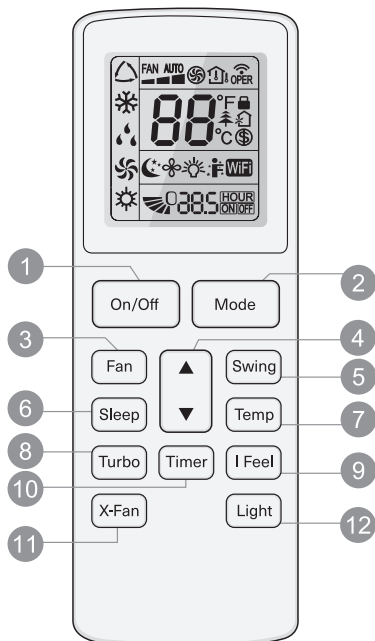 FAN AUTO
OPER
88 °F
°C $
WiFi
88.5 HOUR
ON OFF
1
2
On/Off Mode
3
4
Fan ▲ Swing
5
6
Sleep ▼ Temp
7
8
Turbo Timer I Feel
9
10
X-Fan Light
11
12